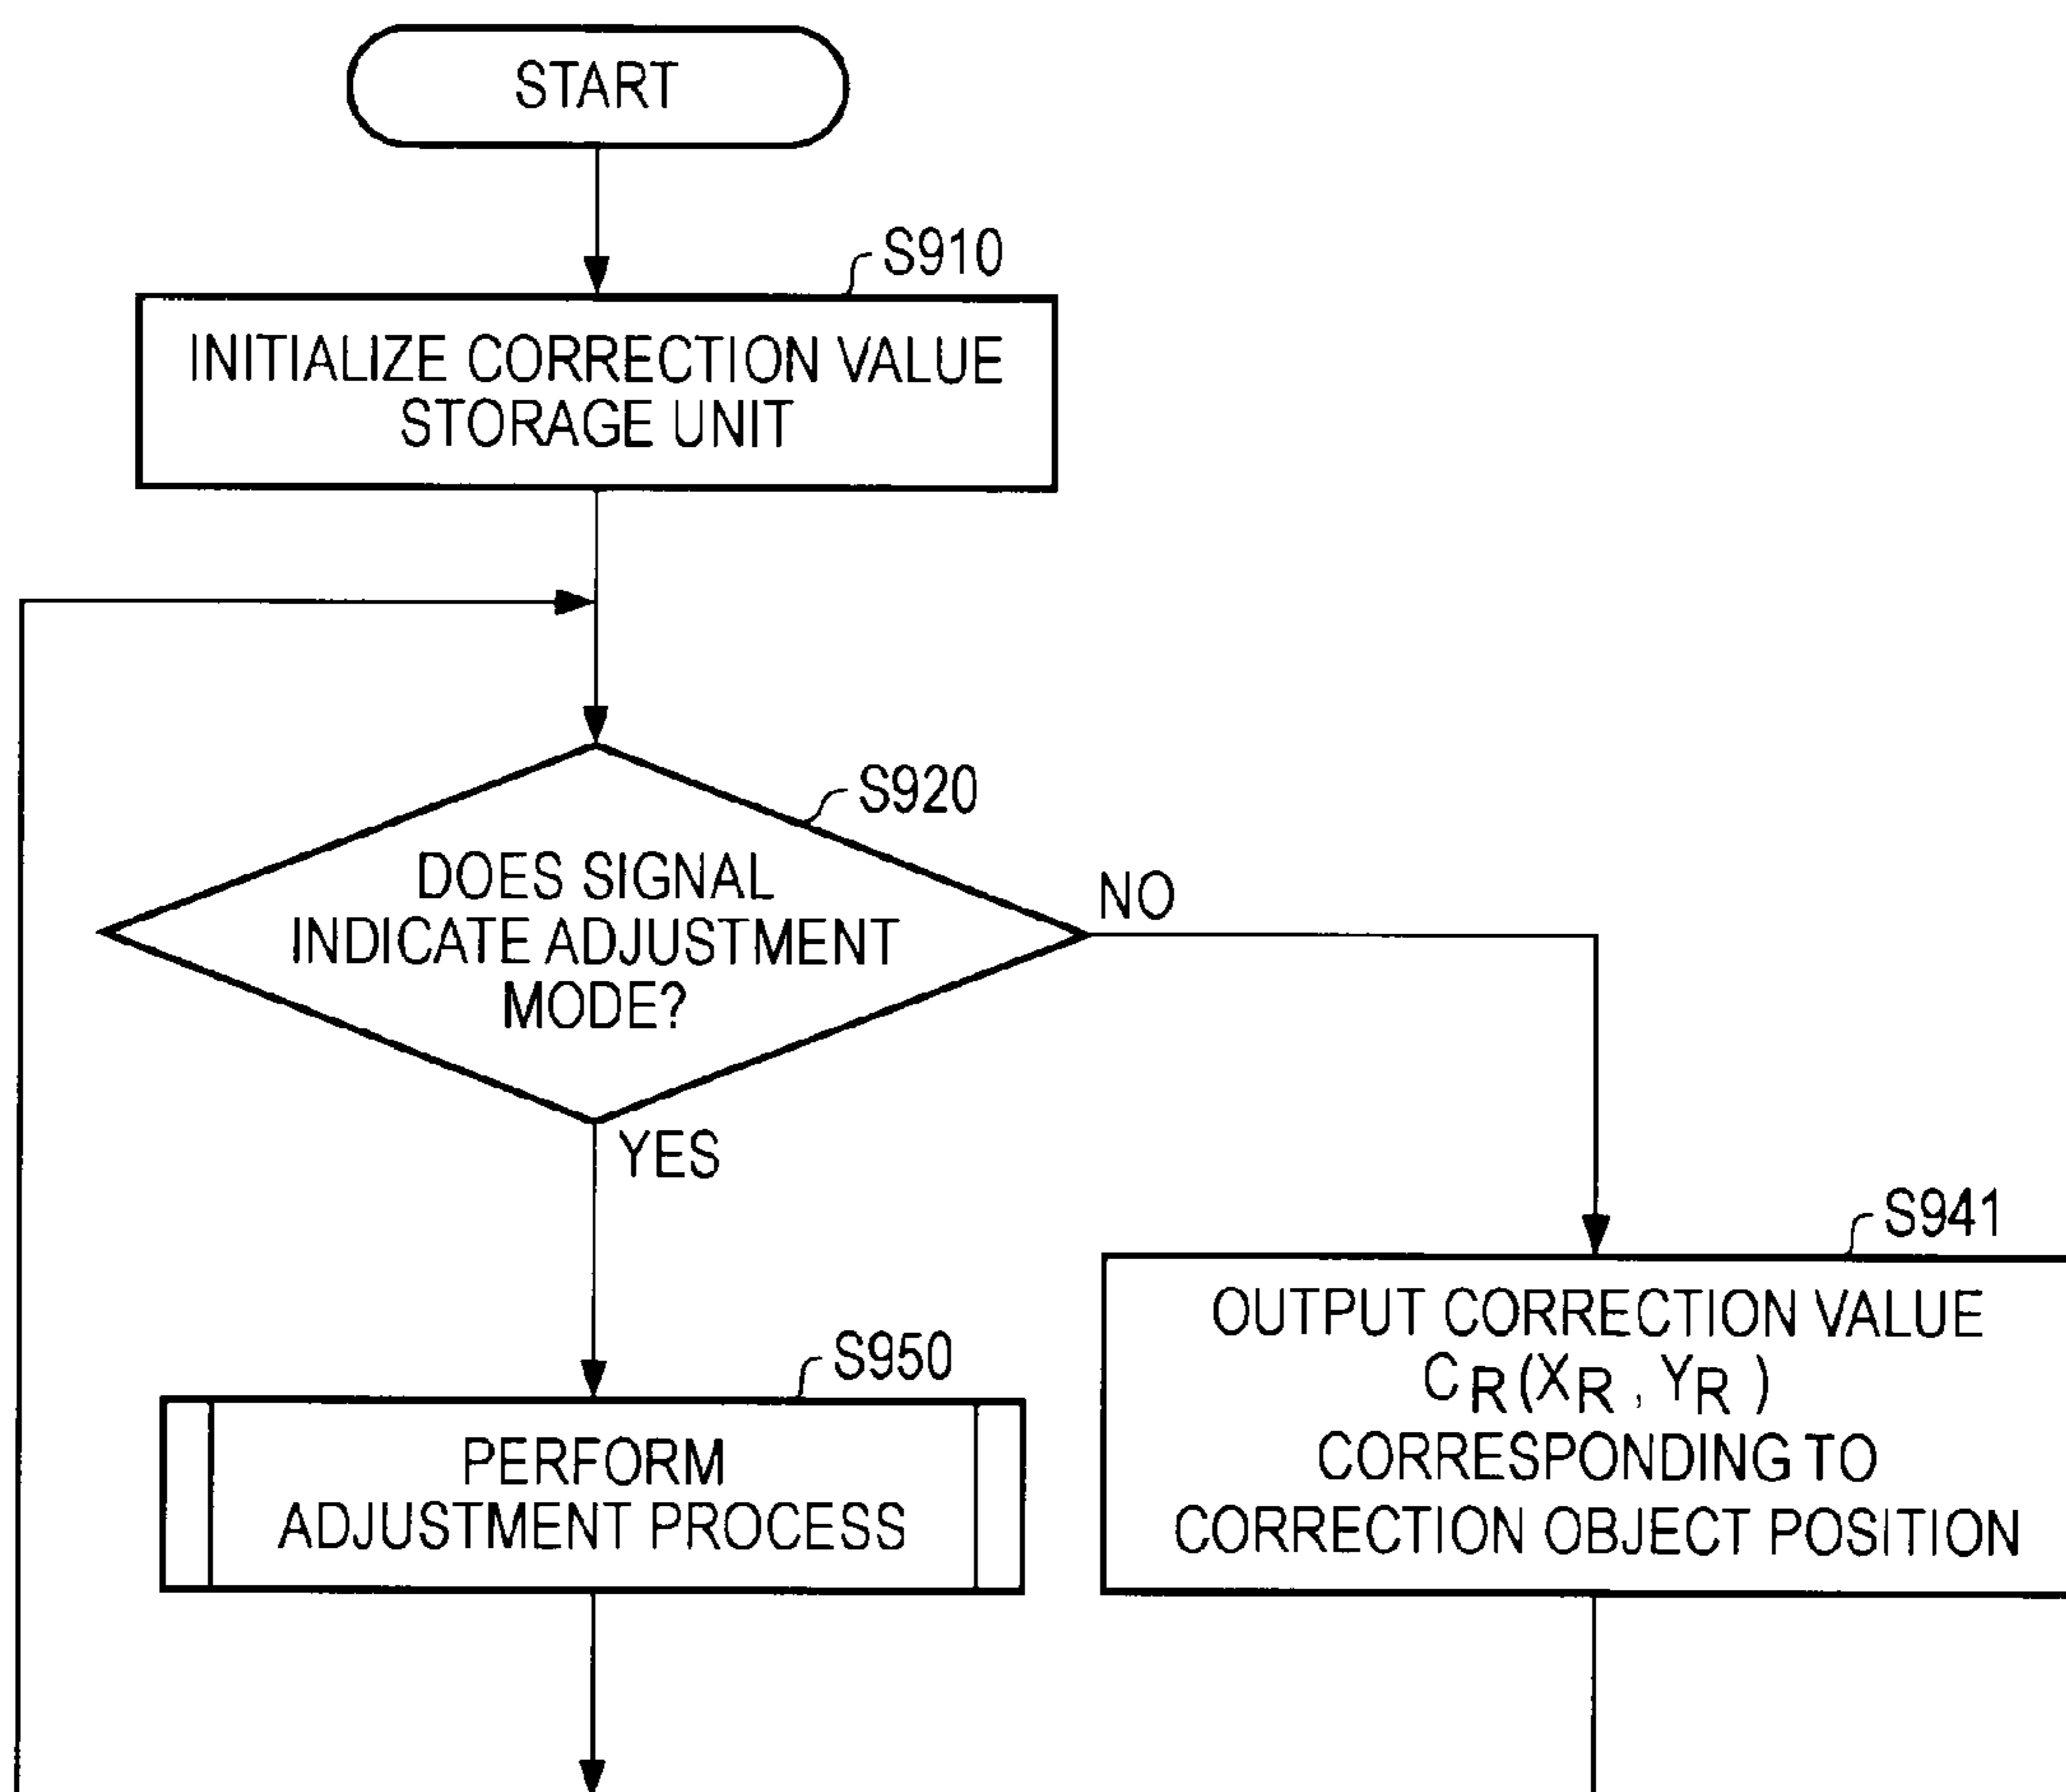 START
S910
INITIALIZE CORRECTION VALUE
STORAGE UNIT
S920
DOES SIGNAL
INDICATE ADJUSTMENT
MODE?
NO
YES
S941
OUTPUT CORRECTION VALUE
CR(XR, YR)
CORRESPONDING TO
CORRECTION OBJECT POSITION
S950
PERFORM
ADJUSTMENT PROCESS